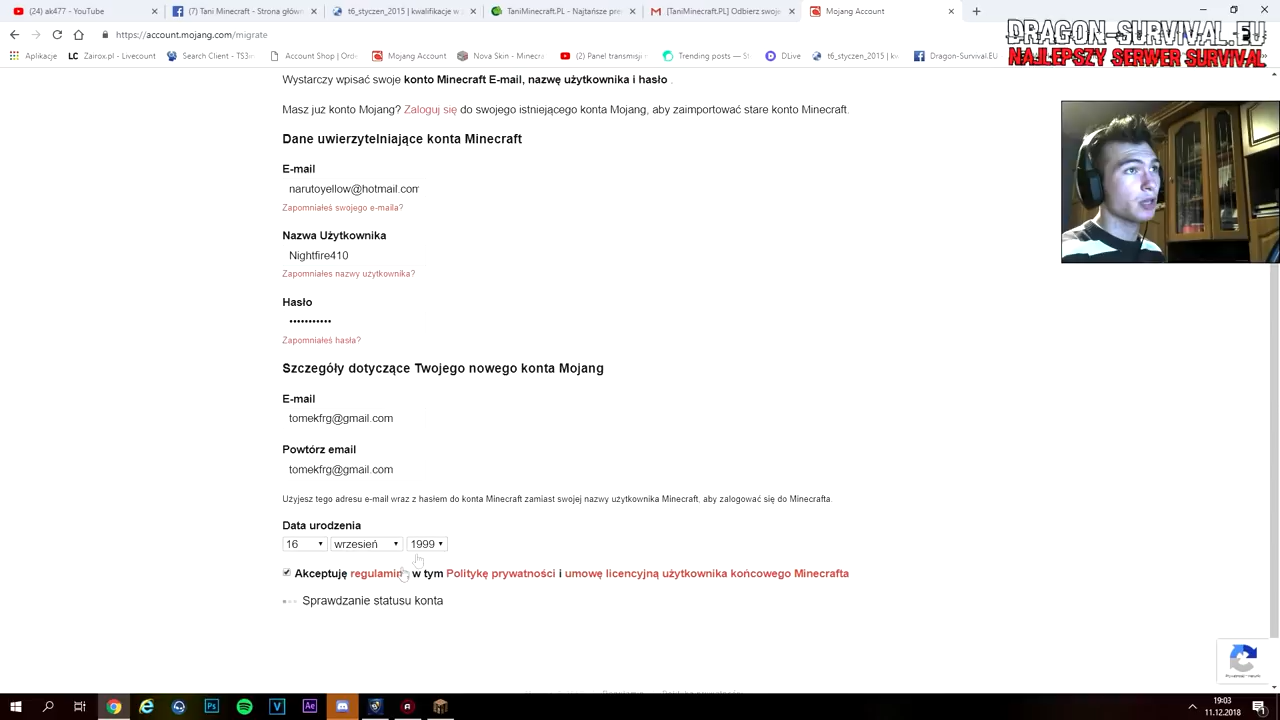 (24) ak477 - YouTube
(7) Tani Minecraft - Strona główn
t6_styczen_2015 | kwalifikacje w s
TaniMinecraft.PL - Najtańsze pre
[TaniMinecraft.PL] Odbierz swoje
Mojang Account
https://account.mojang.com/migrate
DRAGON-SURVIVAL.EU
NAJLEPSZY SERWER SURVIVAL
Aplikacje
LC Zarox.pl - Livecount
Search Client - TS3
Account Shop | Or
Mojang Account
Nova Skin - Minecr
(2) Panel transmisji
Trending posts — St
DLive
t6_styczen_2015 | kw
Dragon-Survival.EU
Wystarczy wpisać swoje konto Minecraft E-mail, nazwę użytkownika i hasło .
Masz już konto Mojang? Zaloguj się do swojego istniejącego konta Mojang, aby zaimportować stare konto Minecraft.
Dane uwierzytelniające konta Minecraft
E-mail
narutoyellow@hotmail.com
Zapomniałeś swojego e-maila?
Nazwa Użytkownika
Nightfire410
Zapomniałes nazwy użytkownika?
Hasło
•••••••••••
Zapomniałeś hasła?
Szczegóły dotyczące Twojego nowego konta Mojang
E-mail
tomekfrg@gmail.com
Powtórz email
tomekfrg@gmail.com
Użyjesz tego adresu e-mail wraz z hasłem do konta Minecraft zamiast swojej nazwy użytkownika Minecraft, aby zalogować się do Minecrafta.
Data urodzenia
16 wrzesień 1999
Akceptuję regulamin w tym Politykę prywatności i umowę licencyjną użytkownika końcowego Minecrafta
Sprawdzanie statusu konta
19:03
11.12.2018